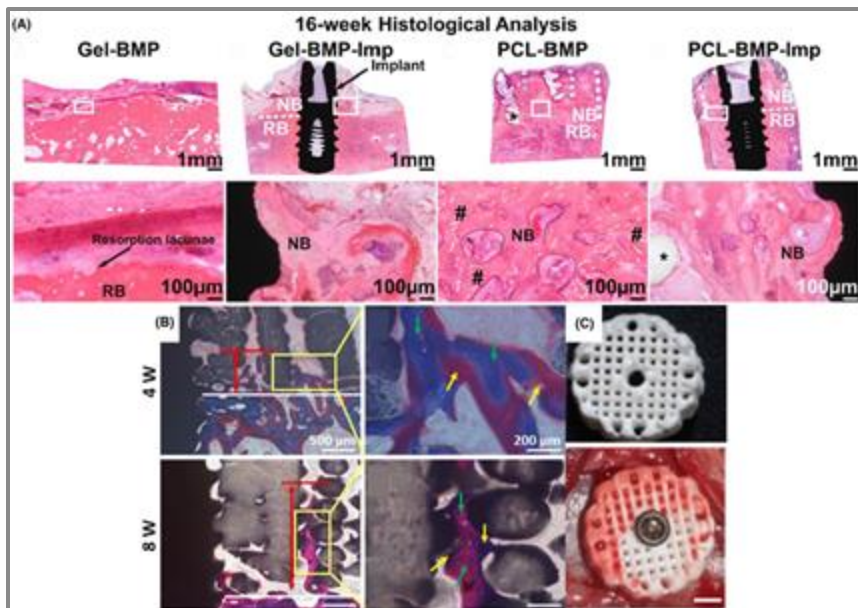 (A)
16-week Histological Analysis
Gel-BMP
Gel-BMP-Imp
PCL-BMP
PCL-BMP-Imp
Implant
NB
RB
NB
RB
NB
RB
*
1mm
1mm
1mm
1mm
Resorption lacunae
RB
NB
#
NB
#
#
*
NB
100µm
100µm
100µm
100µm
(B)
(C)
4 W
500 µm
200 µm
8 W